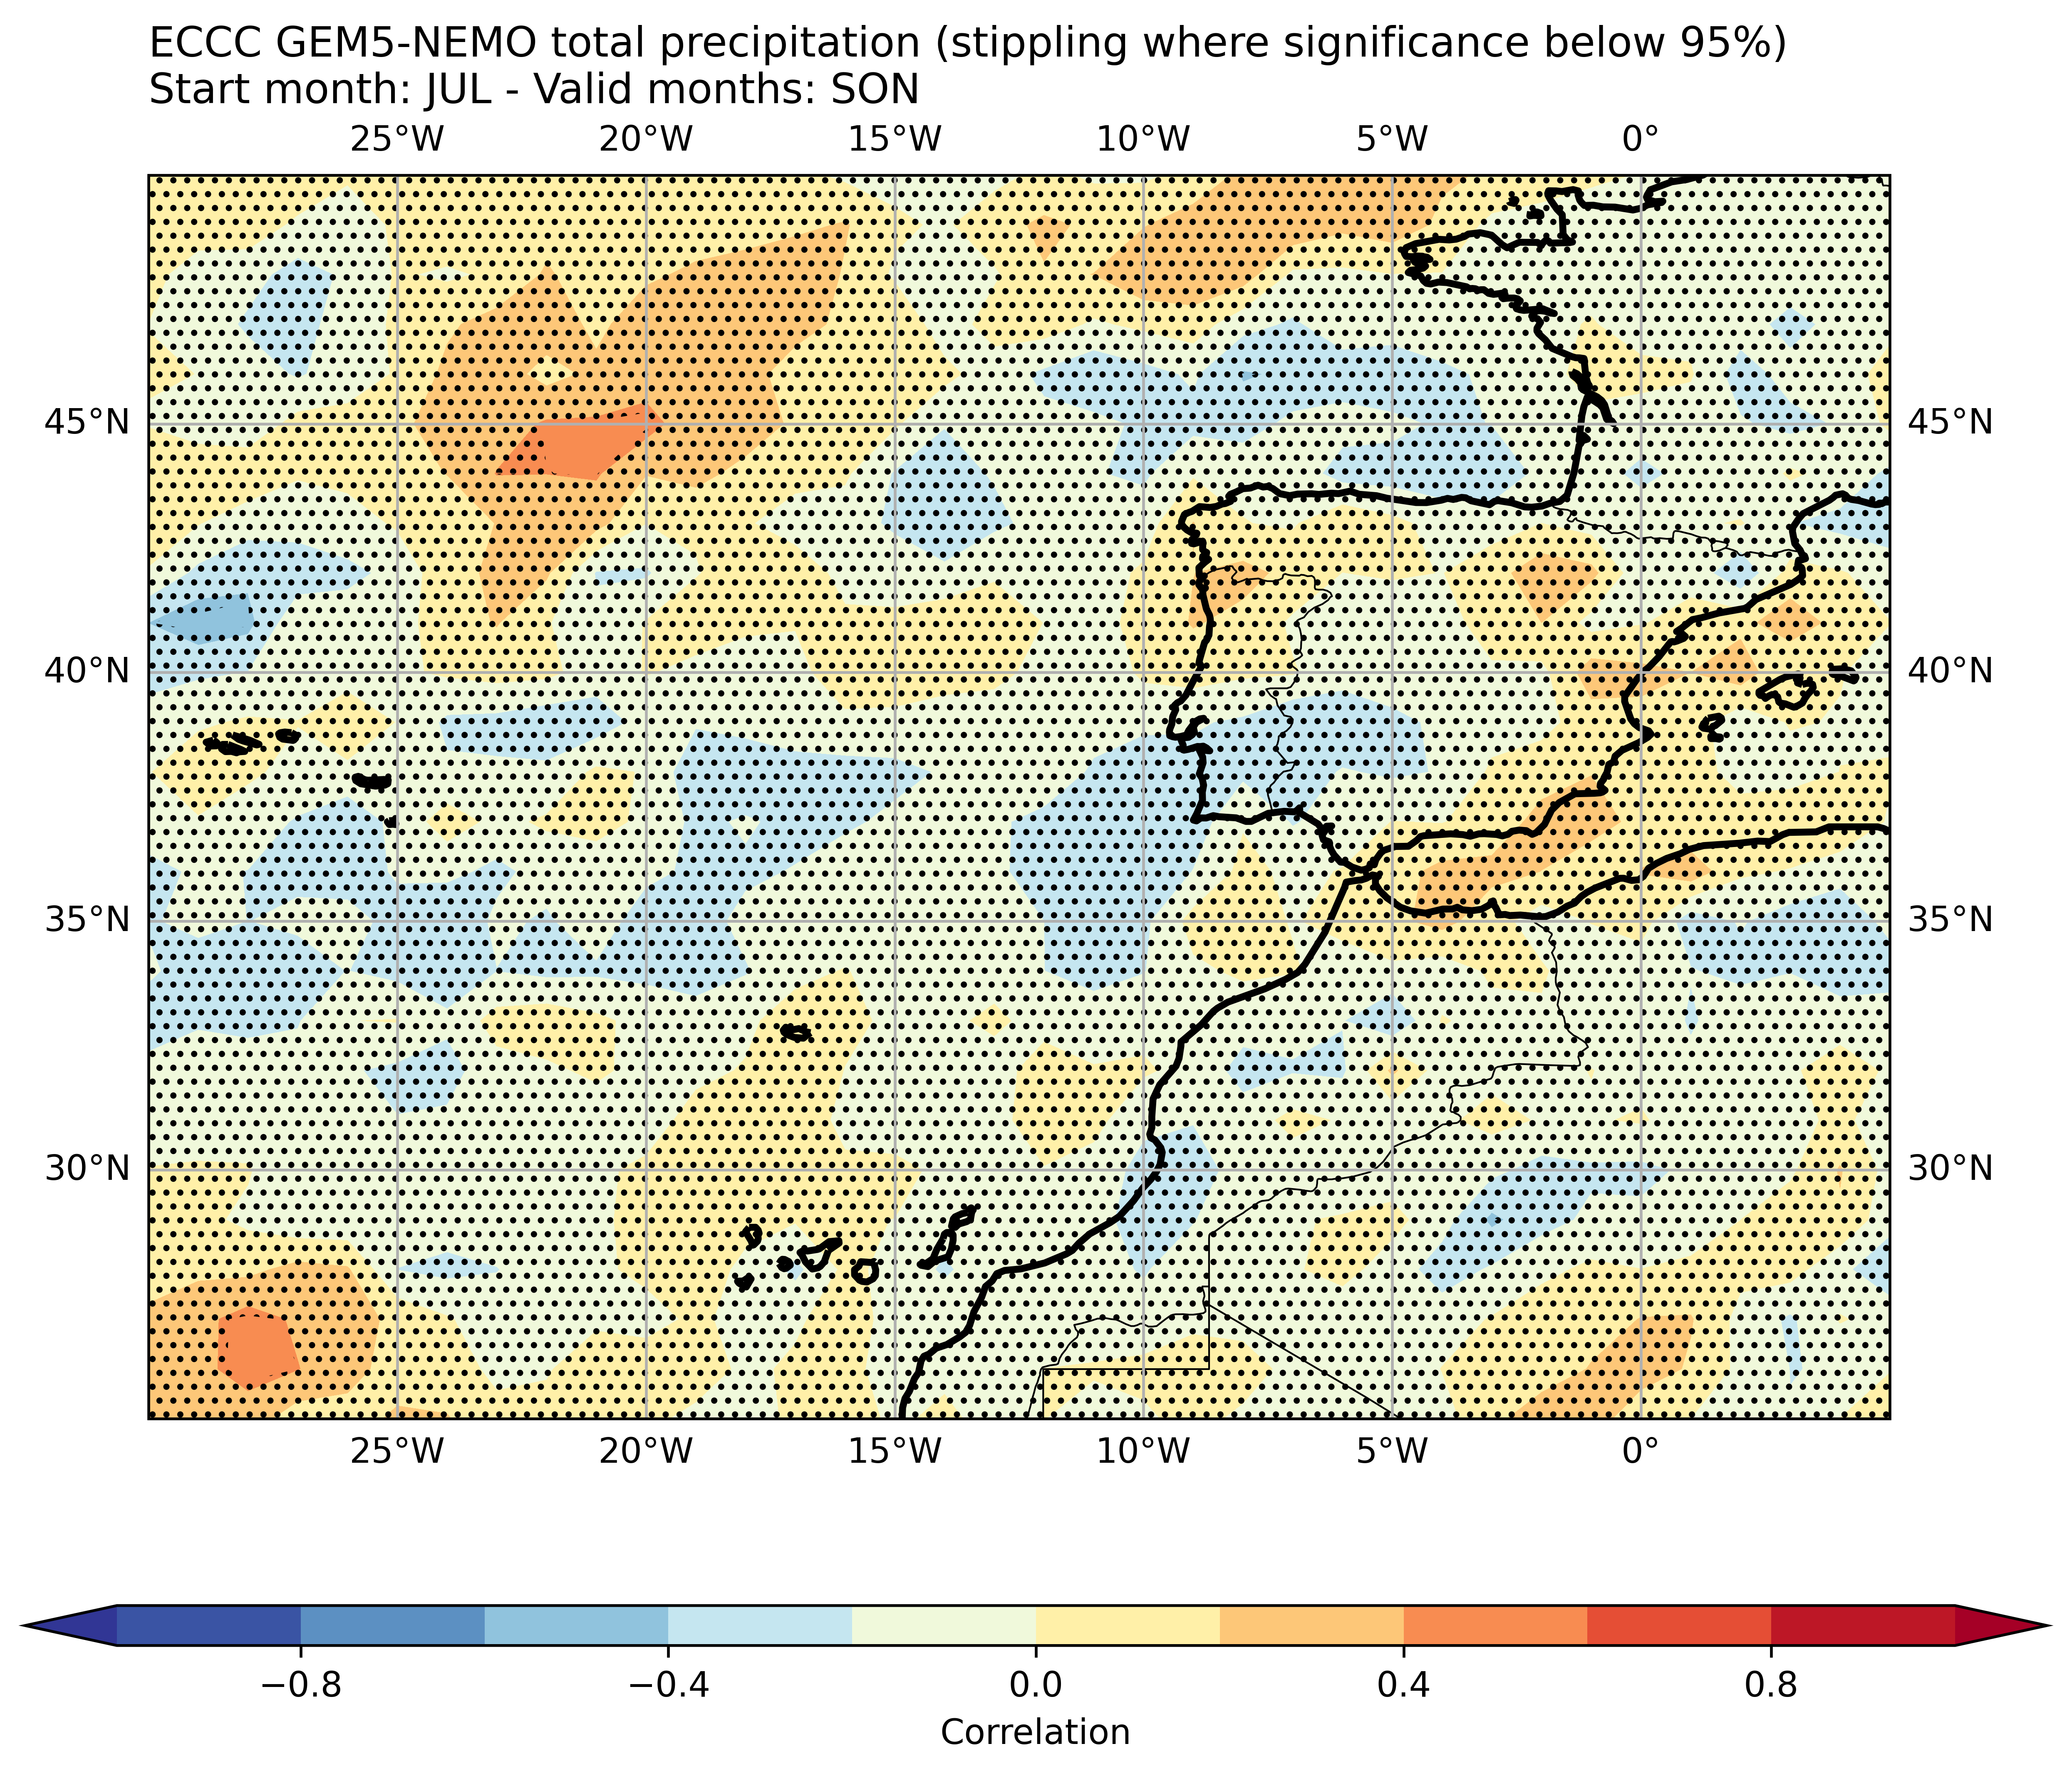 ECCC GEM5-NEMO total precipitation (stippling where significance below 95%)
Start month: JUL - Valid months: SON
25°W 20°W 15°W 10°W 5°W 0°
45°N 45°N
40°N 40°N
35°N 35°N
30°N 30°N
25°W 20°W 15°W 10°W 5°W 0°
−0.8 −0.4 0.0 0.4 0.8
Correlation